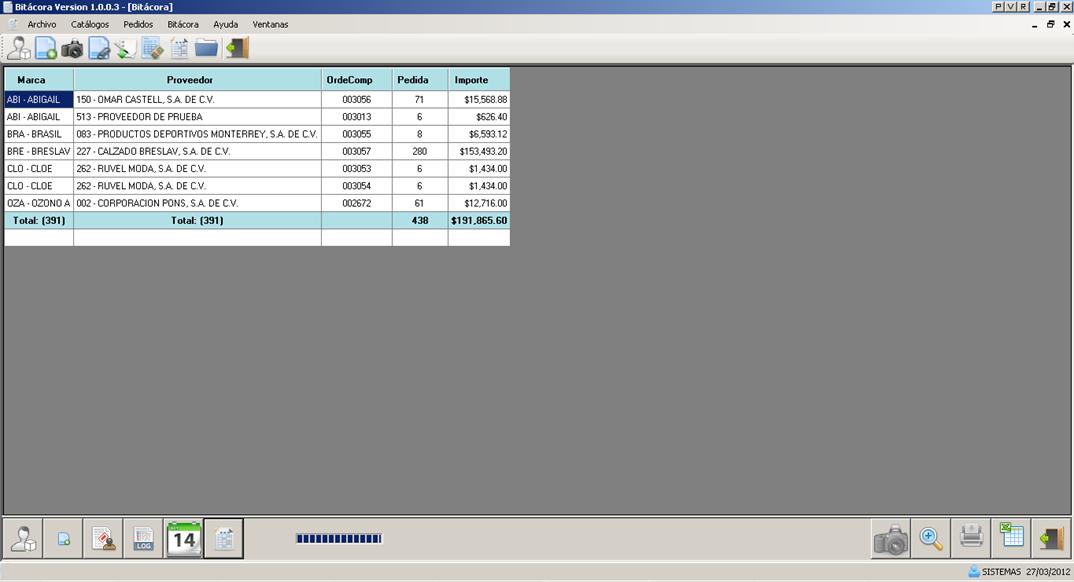 Bitácora Version 1.0.0.3 - [Bitácora] P V R
Archivo Catálogos Pedidos Bitácora Ayuda Ventanas
Marca Proveedor OrdeComp Pedida Importe
ABI - ABIGAIL 150 - OMAR CASTELL, S.A. DE C.V. 003056 71 $15,568.88
ABI - ABIGAIL 513 - PROVEEDOR DE PRUEBA 003013 6 $626.40
BRA - BRASIL 083 - PRODUCTOS DEPORTIVOS MONTERREY, S.A. DE C.V. 003055 8 $6,593.12
BRE - BRESLAV 227 - CALZADO BRESLAV, S.A. DE C.V. 003057 280 $153,493.20
CLO - CLOE 262 - RUVEL MODA, S.A. DE C.V. 003053 6 $1,434.00
CLO - CLOE 262 - RUVEL MODA, S.A. DE C.V. 003054 6 $1,434.00
OZA - OZONO A 002 - CORPORACION PONS, S.A. DE C.V. 002672 61 $12,716.00
Total: (391) Total: (391) 438 $191,865.60
LOG 14
SISTEMAS 27/03/2012